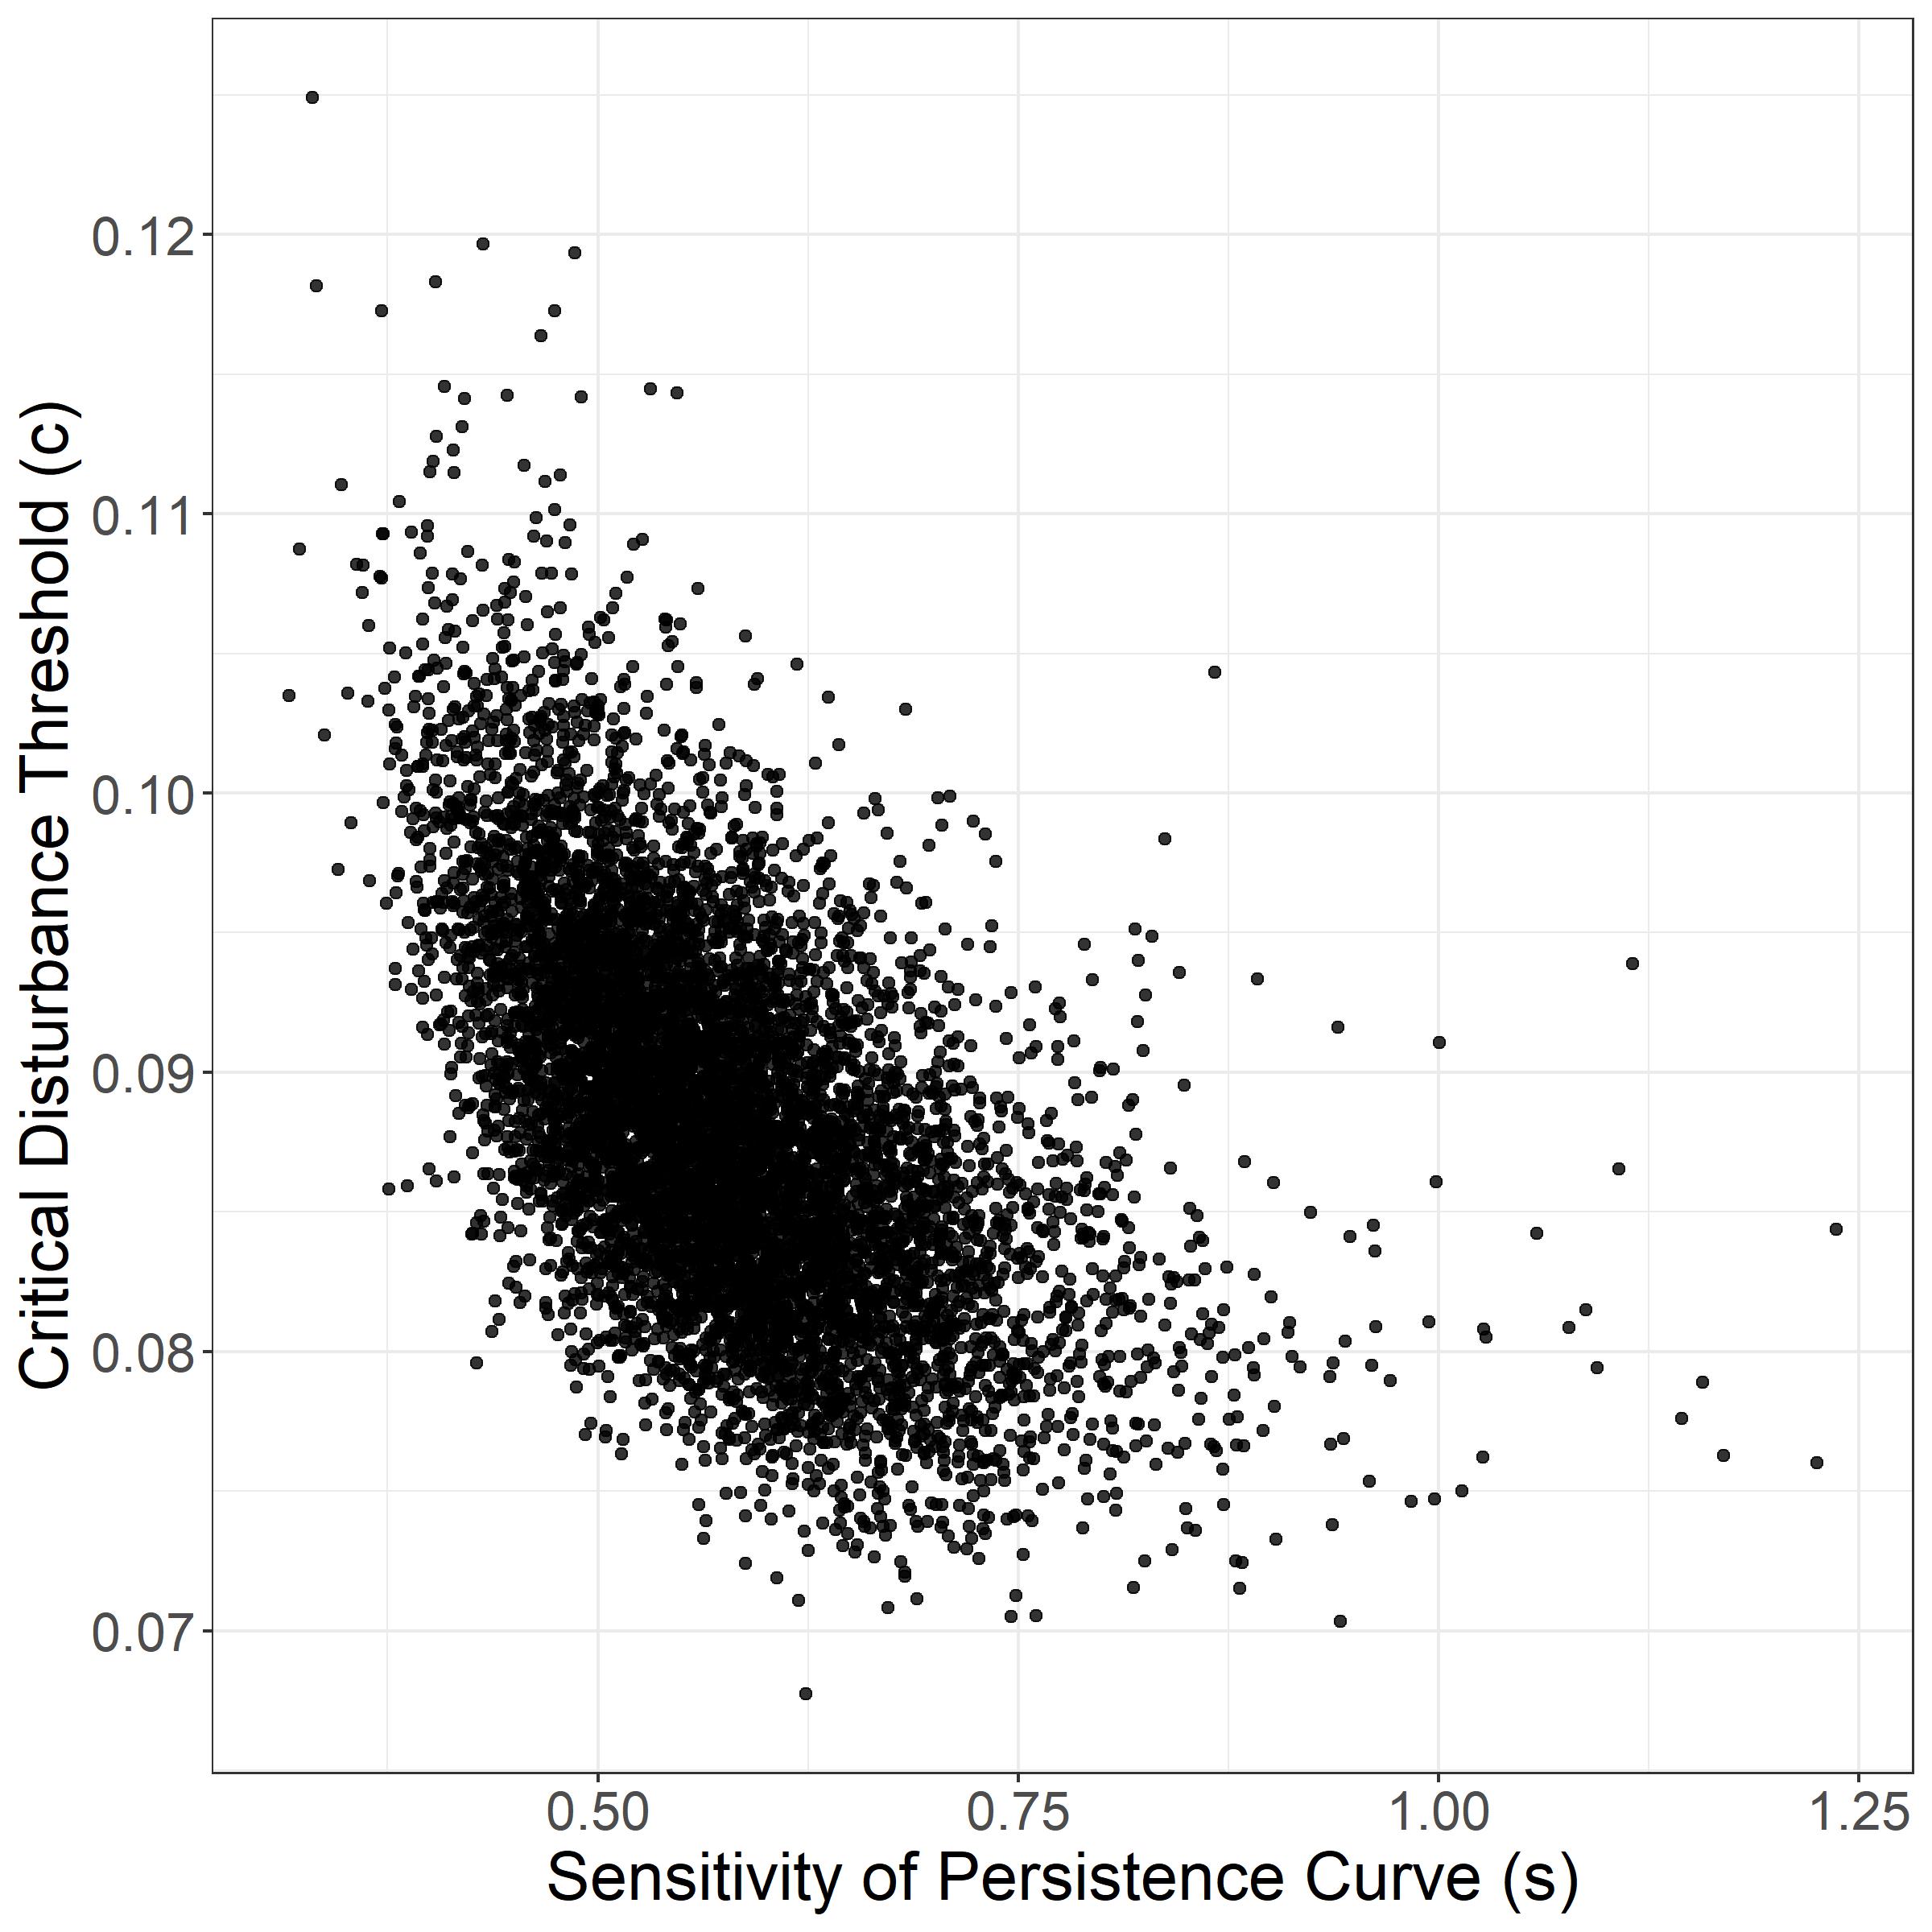 Critical Disturbance Threshold (c)
0.12
0.11
0.10
0.09
0.08
0.07
0.50 0.75 1.00 1.25
Sensitivity of Persistence Curve (s)